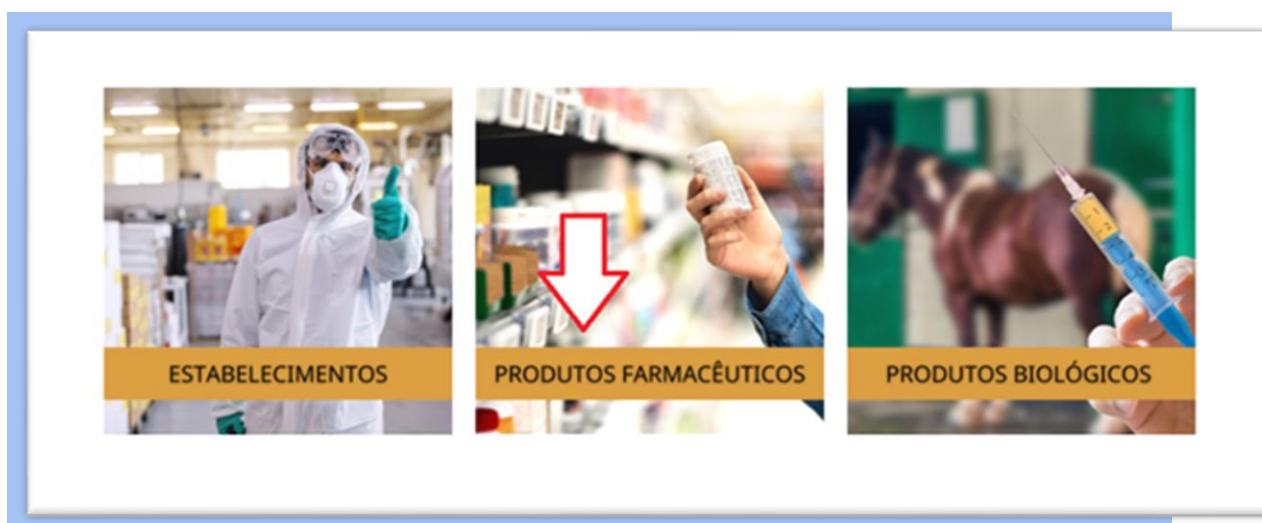 ESTABELECIMENTOS
PRODUTOS FARMACÊUTICOS
PRODUTOS BIOLÓGICOS